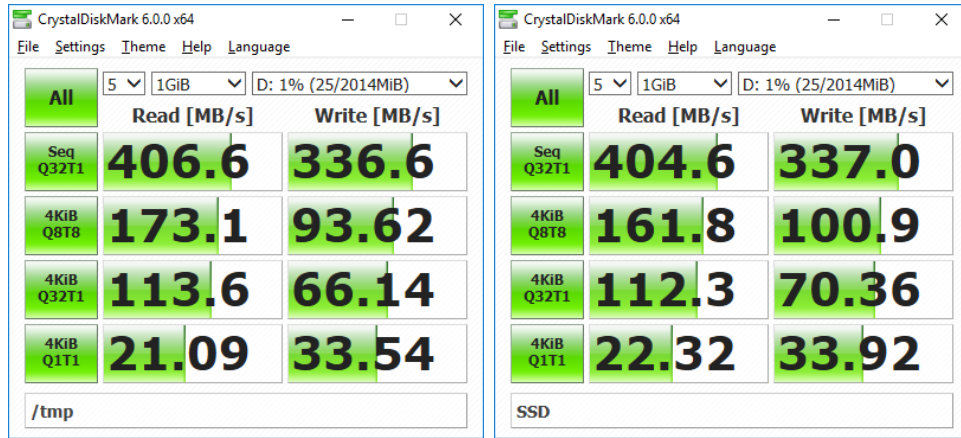 CrystalDiskMark 6.0.0 x64
File Settings Theme Help Language
All 5 1GiB D: 1% (25/2014MiB)
Read [MB/s] Write [MB/s]
Seq Q32T1 406.6 336.6
4KiB Q8T8 173.1 93.62
4KiB Q32T1 113.6 66.14
4KiB Q1T1 21.09 33.54
/tmp
CrystalDiskMark 6.0.0 x64
File Settings Theme Help Language
All 5 1GiB D: 1% (25/2014MiB)
Read [MB/s] Write [MB/s]
Seq Q32T1 404.6 337.0
4KiB Q8T8 161.8 100.9
4KiB Q32T1 112.3 70.36
4KiB Q1T1 22.32 33.92
SSD